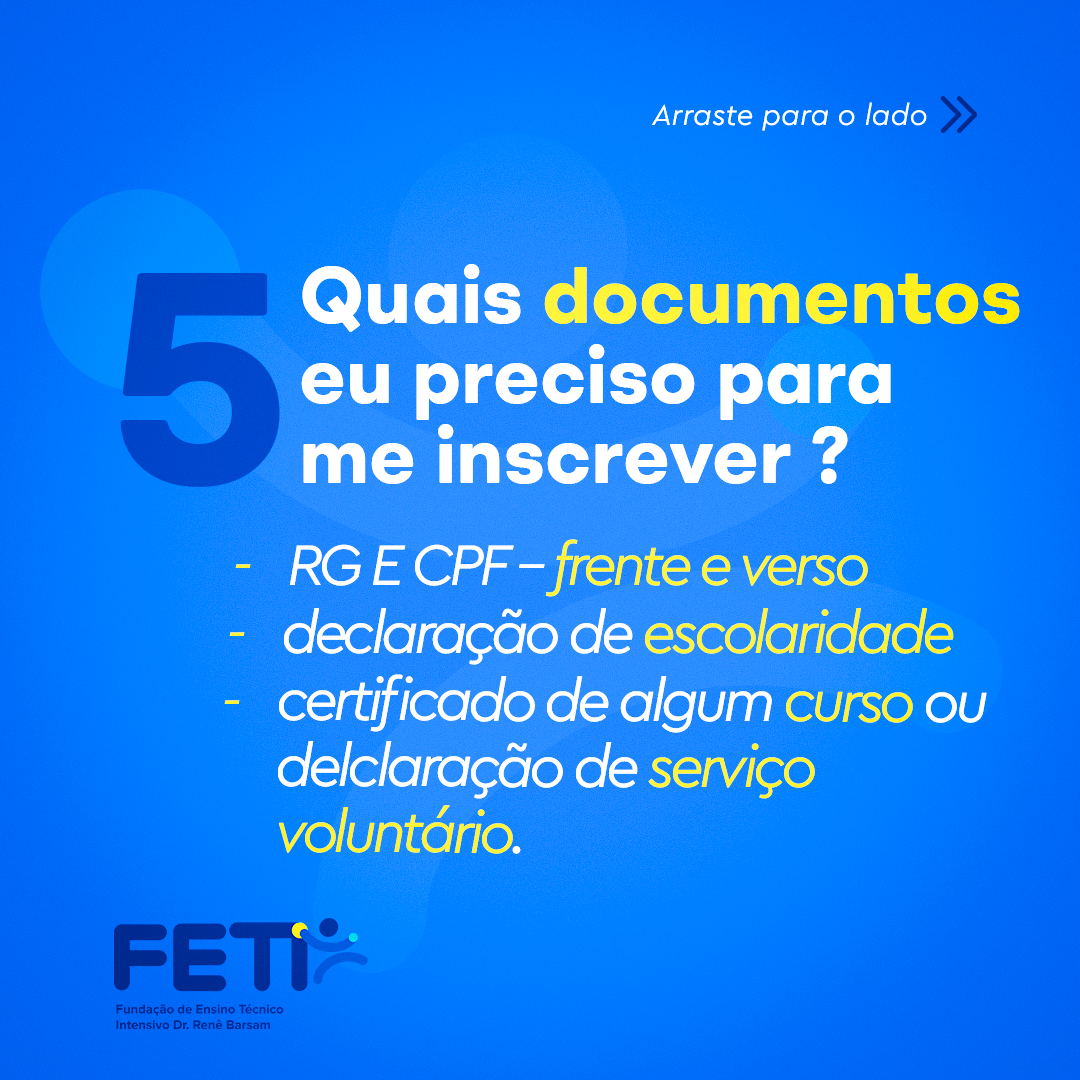 Arraste para o lado
5
Quais documentos
eu preciso para
me inscrever ?
- RG E CPF – frente e verso
- declaração de escolaridade
- certificado de algum curso ou
delclaração de serviço
voluntário.
FETI
Fundação de Ensino Técnico
Intensivo Dr. Renê Barsam